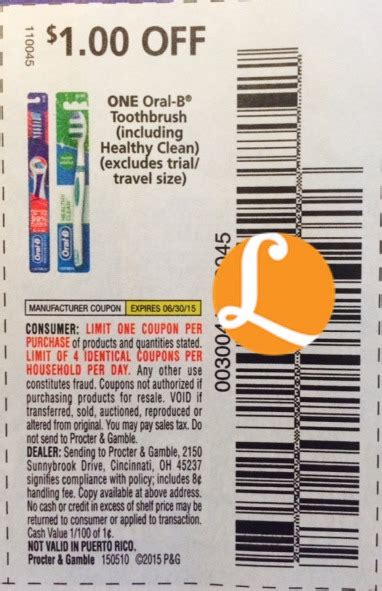 110045
$1.00 OFF
ONE Oral-B®
Toothbrush
(including
Healthy Clean)
(excludes trial/
travel size)
Oral-B
Oral-B
HEALTHY
CLEAN
MANUFACTURER COUPON EXPIRES 06/30/15
CONSUMER: LIMIT ONE COUPON PER
PURCHASE of products and quantities stated.
LIMIT OF 4 IDENTICAL COUPONS PER
HOUSEHOLD PER DAY. Any other use
constitutes fraud. Coupons not authorized if
purchasing products for resale. VOID if
transferred, sold, auctioned, reproduced or
altered from original. You may pay sales tax. Do
not send to Procter & Gamble.
DEALER: Sending to Procter & Gamble, 2150
Sunnybrook Drive, Cincinnati, OH 45237
signifies compliance with policy; includes 8¢
handling fee. Copy available at above address.
No cash or credit in excess of shelf price may be
returned to consumer or applied to transaction.
Cash Value 1/100 of 1¢.
NOT VALID IN PUERTO RICO.
Procter & Gamble 150510 ©2015 P&G
L